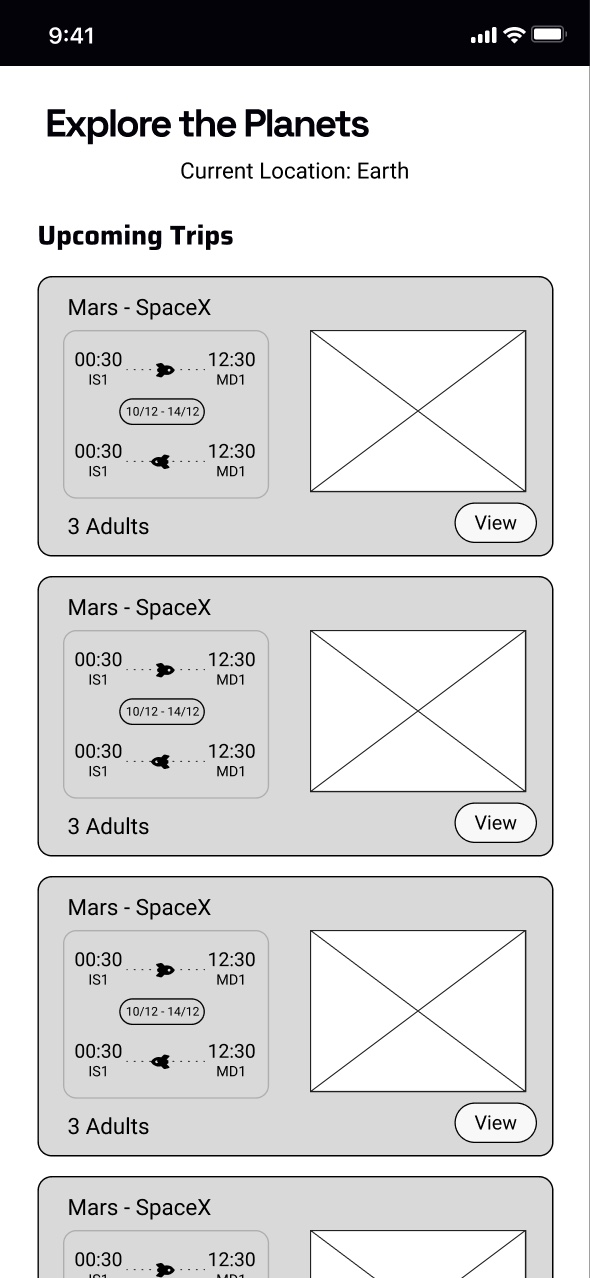 9:41
Explore the Planets
Current Location: Earth
Upcoming Trips
Mars - SpaceX
00:30 12:30
IS1 MD1
10/12 - 14/12
00:30 12:30
IS1 MD1
3 Adults
View
Mars - SpaceX
00:30 12:30
IS1 MD1
10/12 - 14/12
00:30 12:30
IS1 MD1
3 Adults
View
Mars - SpaceX
00:30 12:30
IS1 MD1
10/12 - 14/12
00:30 12:30
IS1 MD1
3 Adults
View
Mars - SpaceX
00:30 12:30
IS1 MD1